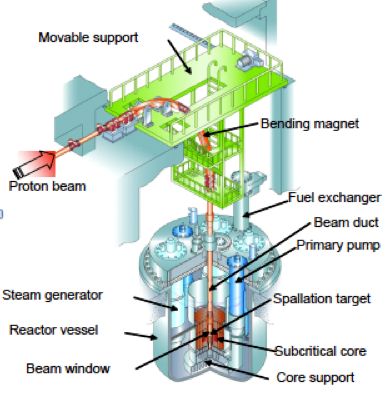 Movable support
Bending magnet
Proton beam
Fuel exchanger
Beam duct
Primary pump
Steam generator
Spallation target
Reactor vessel
Subcritical core
Beam window
Core support